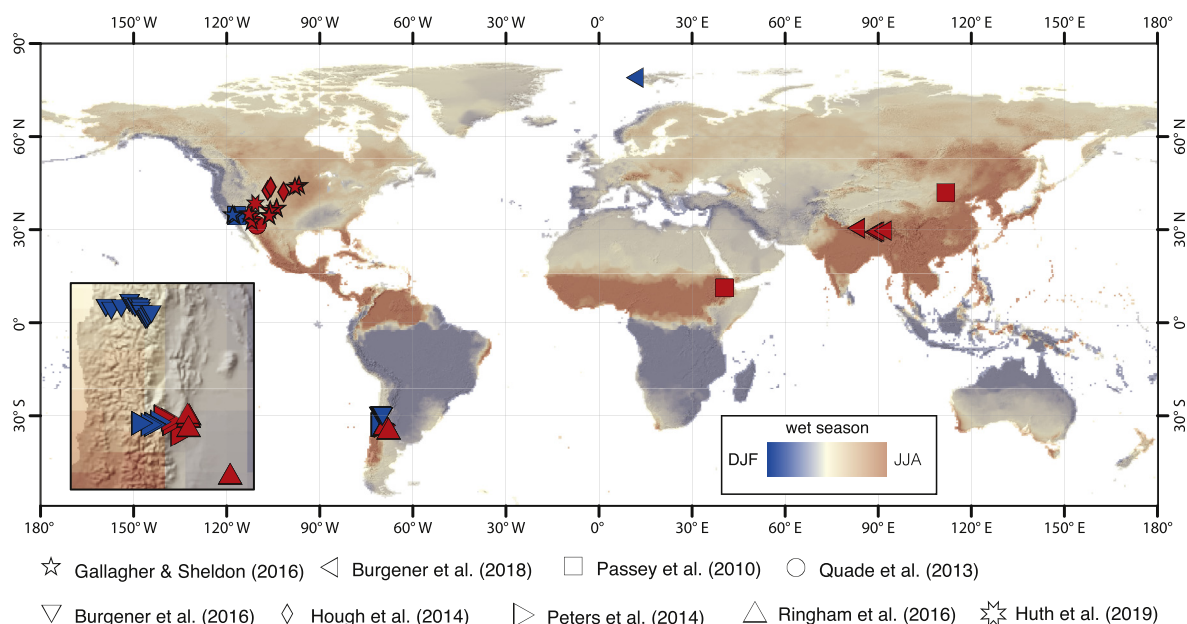 150° W 120° W 90° W 60° W 30° W 0° 30° E 60° E 90° E 120° E 150° E 180°
90°
60° N 60° N
30° N 30° N
0° 0°
30° S 30° S
wet season
DJF JJA
180° 150° W 120° W 90° W 60° W 30° W 0° 30° E 60° E 90° E 120° E 150° E 180°
Gallagher & Sheldon (2016) Burgener et al. (2018) Passey et al. (2010) Quade et al. (2013)
Burgener et al. (2016) Hough et al. (2014) Peters et al. (2014) Ringham et al. (2016) Huth et al. (2019)